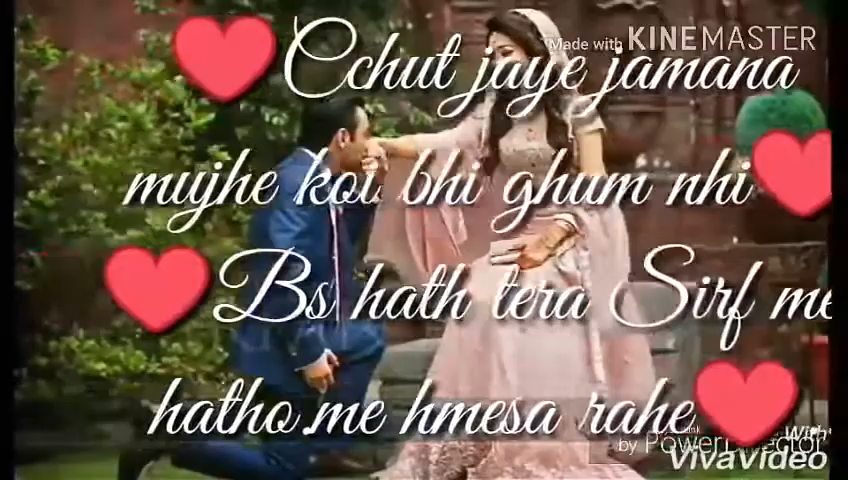 Made with KINEMASTER
Cchut jaye jamana
mujhe koi bhi ghum nhi
Bs hath tera Sirf me
hatho me hmesa rahe
With
by PowerDirector
VivaVideo